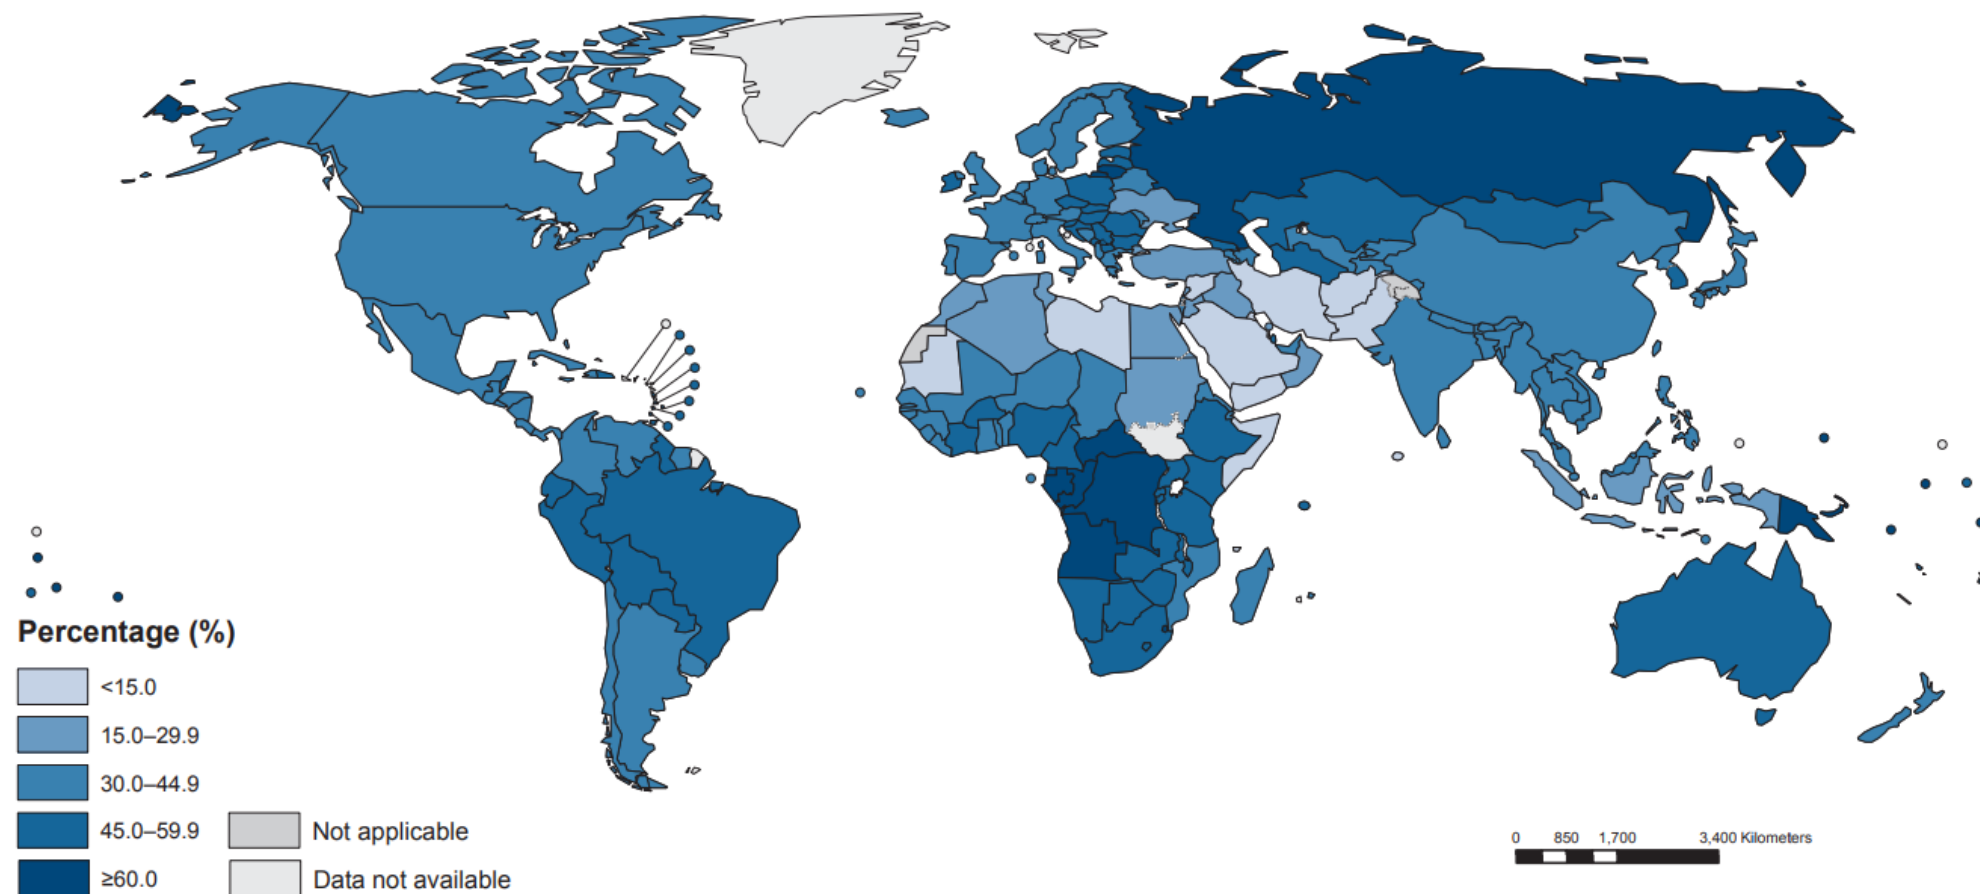 Percentage (%)
<15.0
15.0–29.9
30.0–44.9
45.0–59.9
≥60.0
Not applicable
Data not available
0 850 1,700 3,400 Kilometers